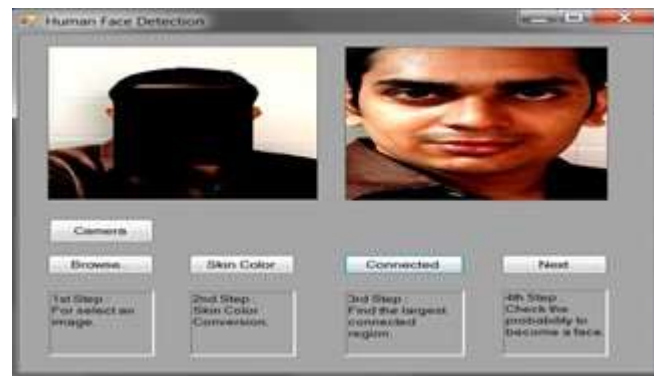 Human Face Detection
Camera
Browse..
Skin Color
Connected
Next
1st Step
For select an
image.
2nd Step
Skin Color
Conversion.
3rd Step :
Find the largest
connected
region.
4th Step
Check the
probability to
become a face.